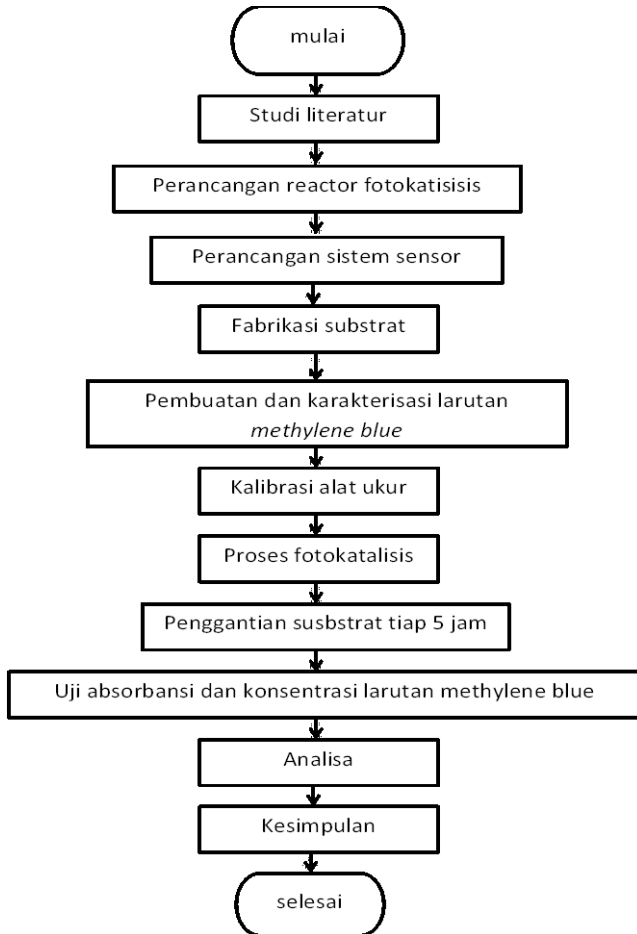 mulai
Studi literatur
Perancangan reactor fotokatisisis
Perancangan sistem sensor
Fabrikasi substrat
Pembuatan dan karakterisasi larutan
methylene blue
Kalibrasi alat ukur
Proses fotokatalisis
Penggantian susbstrat tiap 5 jam
Uji absorbansi dan konsentrasi larutan methylene blue
Analisa
Kesimpulan
selesai